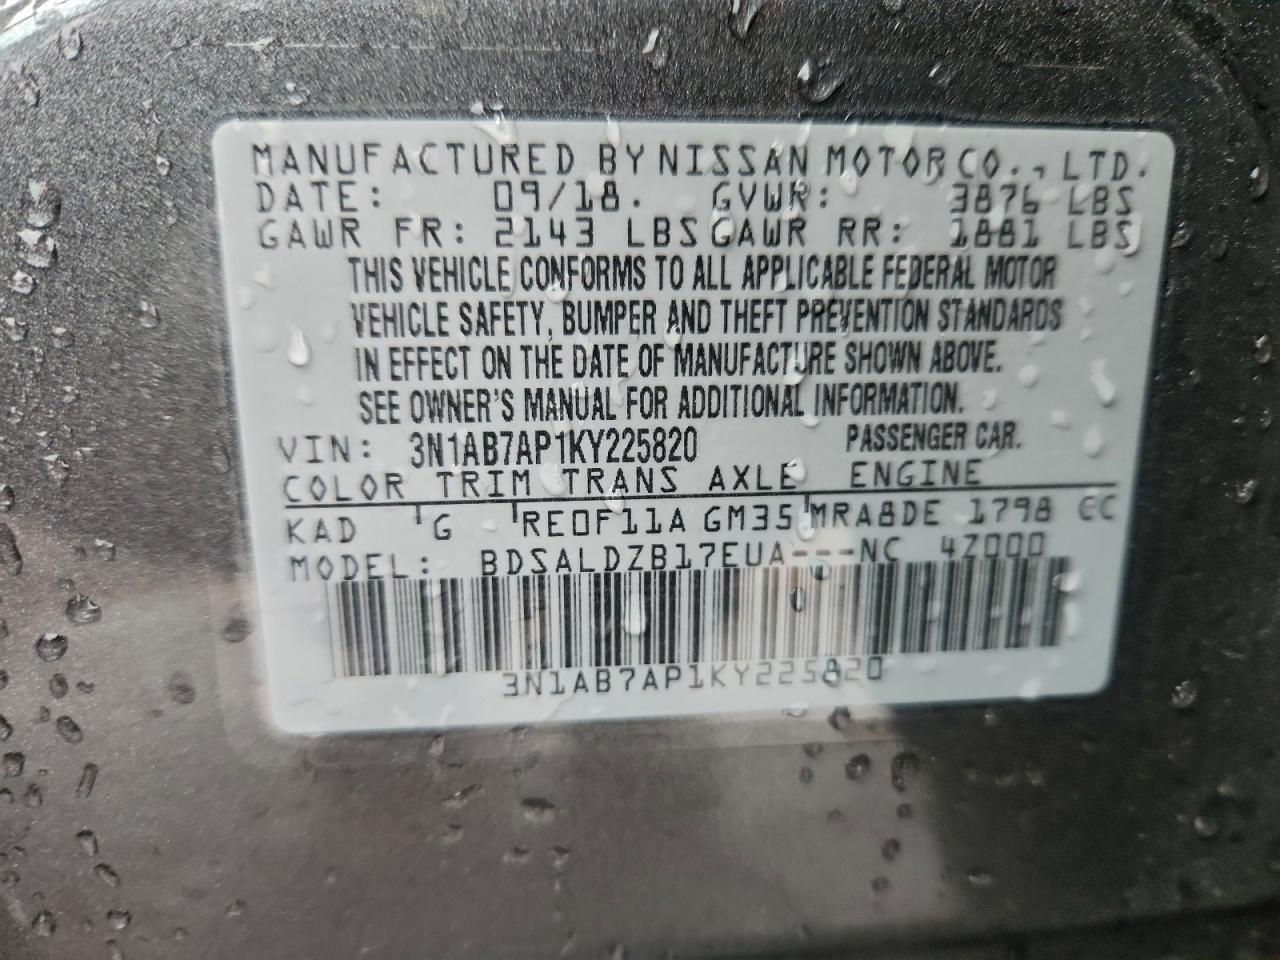 MANUFACTURED BY NISSAN MOTOR CO., LTD.
DATE: 09/18. GVWR: 3876 LBS
GAWR FR: 2143 LBS GAWR RR: 1881 LBS
THIS VEHICLE CONFORMS TO ALL APPLICABLE FEDERAL MOTOR
VEHICLE SAFETY, BUMPER AND THEFT PREVENTION STANDARDS
IN EFFECT ON THE DATE OF MANUFACTURE SHOWN ABOVE.
SEE OWNER'S MANUAL FOR ADDITIONAL INFORMATION.
VIN: 3N1AB7AP1KY225820 PASSENGER CAR.
COLOR TRIM TRANS AXLE ENGINE
KAD G RE0F11A GM35 MRA8DE 1798 CC
MODEL: BDSALDZB17EUA---NC 4Z000
3N1AB7AP1KY225820